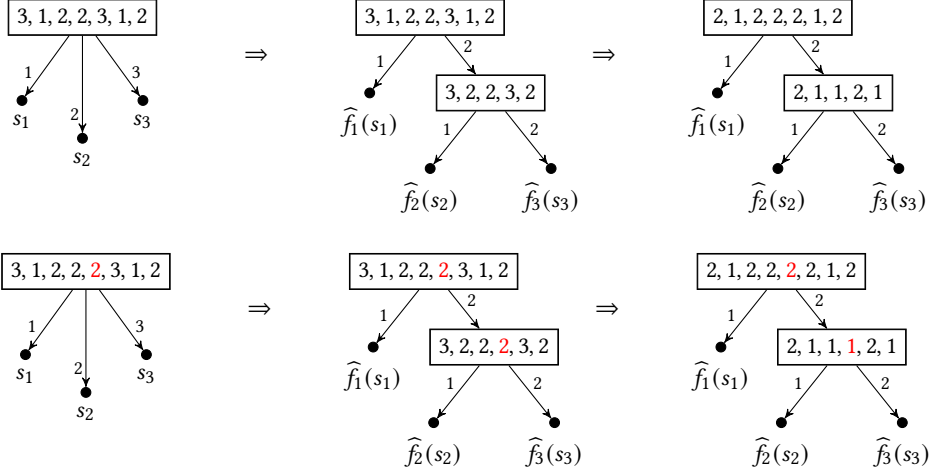 3, 1, 2, 2, 3, 1, 2 ⇒ 3, 1, 2, 2, 3, 1, 2 ⇒ 2, 1, 2, 2, 2, 1, 2
1 2 3 1 2 1 2
s₁ s₂ s₃ f̂₁(s₁) 3, 2, 2, 3, 2 f̂₁(s₁) 2, 1, 1, 2, 1
1 2 1 2
f̂₂(s₂) f̂₃(s₃) f̂₂(s₂) f̂₃(s₃)
3, 1, 2, 2, 2, 3, 1, 2 ⇒ 3, 1, 2, 2, 2, 3, 1, 2 ⇒ 2, 1, 2, 2, 2, 2, 1, 2
1 2 3 1 2 1 2
s₁ s₂ s₃ f̂₁(s₁) 3, 2, 2, 2, 3, 2 f̂₁(s₁) 2, 1, 1, 1, 2, 1
1 2 1 2
f̂₂(s₂) f̂₃(s₃) f̂₂(s₂) f̂₃(s₃)